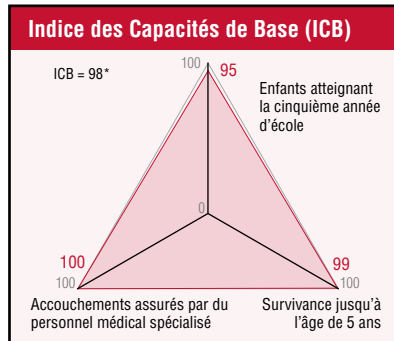 Indice des Capacités de Base (ICB)
ICB = 98*
100
95
Enfants atteignant
la cinquième année
d'école
0
100
100
99
100
Accouchements assurés par du
personnel médical spécialisé
Survivance jusqu'à
l'âge de 5 ans